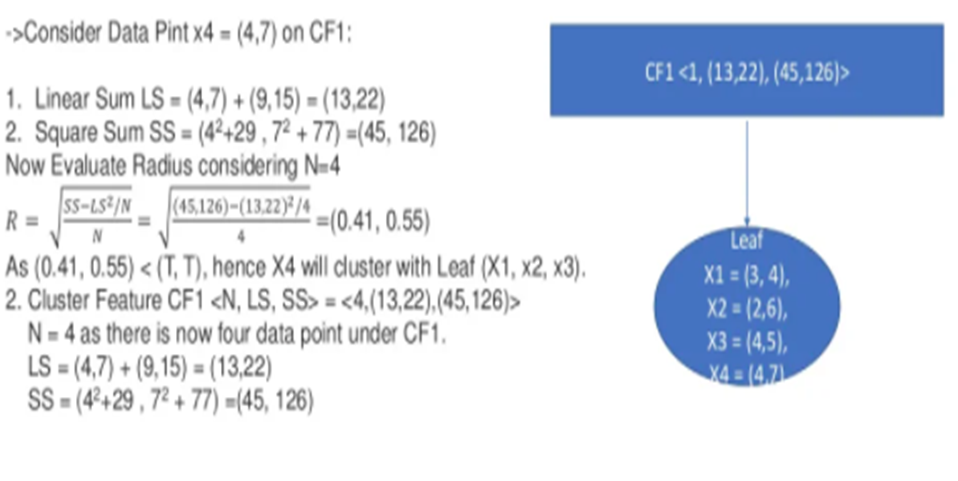 ->Consider Data Pint x4 = (4,7) on CF1:
1. Linear Sum LS = (4,7) + (9,15) = (13,22)
2. Square Sum SS = (4²+29 , 7² + 77) =(45, 126)
Now Evaluate Radius considering N=4
R = √((SS−LS²/N)/N) = √(((45,126)−(13,22)²/4)/4) =(0.41, 0.55)
As (0.41, 0.55) < (T, T), hence X4 will cluster with Leaf (X1, x2, x3).
2. Cluster Feature CF1 <N, LS, SS> = <4,(13,22),(45,126)>
N = 4 as there is now four data point under CF1.
LS = (4,7) + (9,15) = (13,22)
SS = (4²+29 , 7² + 77) =(45, 126)
CF1 <1, (13,22), (45,126)>
Leaf
X1 = (3, 4),
X2 = (2,6),
X3 = (4,5),
X4 = (4,7)